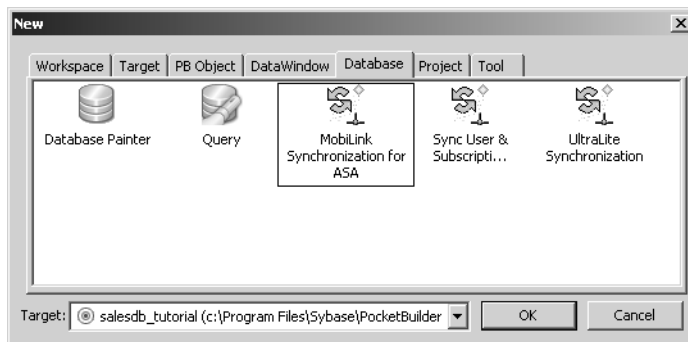 New
Workspace Target PB Object DataWindow Database Project Tool
Database Painter Query MobiLink Synchronization for ASA Sync User & Subscripti... UltraLite Synchronization
Target: salesdb_tutorial (c:\Program Files\Sybase\PocketBuilder OK Cancel